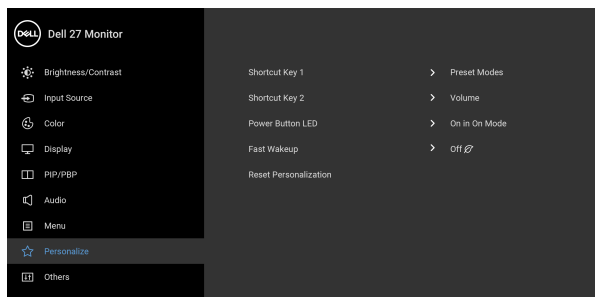 DELL Dell 27 Monitor
Brightness/Contrast Shortcut Key 1 Preset Modes
Input Source Shortcut Key 2 Volume
Color Power Button LED On in On Mode
Display Fast Wakeup Off
PIP/PBP Reset Personalization
Audio
Menu
Personalize
Others